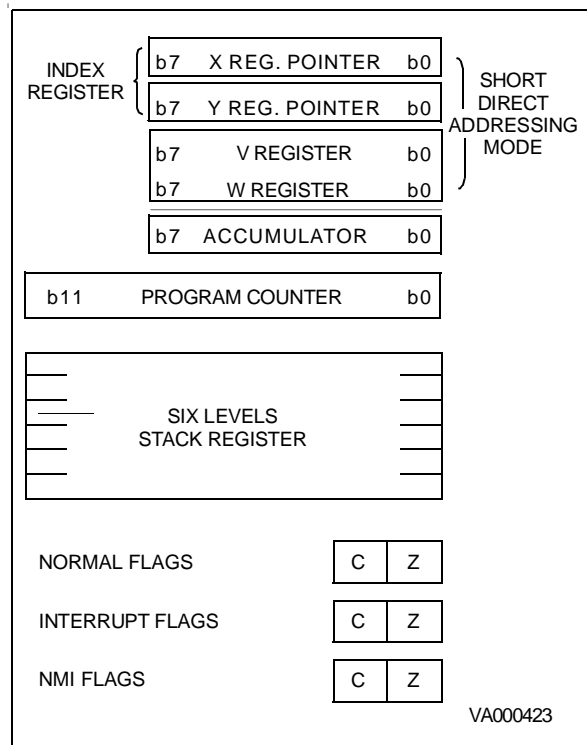 INDEX
REGISTER
b7 X REG. POINTER b0
b7 Y REG. POINTER b0
b7 V REGISTER b0
b7 W REGISTER b0
SHORT
DIRECT
ADDRESSING
MODE
b7 ACCUMULATOR b0
b11 PROGRAM COUNTER b0
SIX LEVELS
STACK REGISTER
NORMAL FLAGS C Z
INTERRUPT FLAGS C Z
NMI FLAGS C Z
VA000423